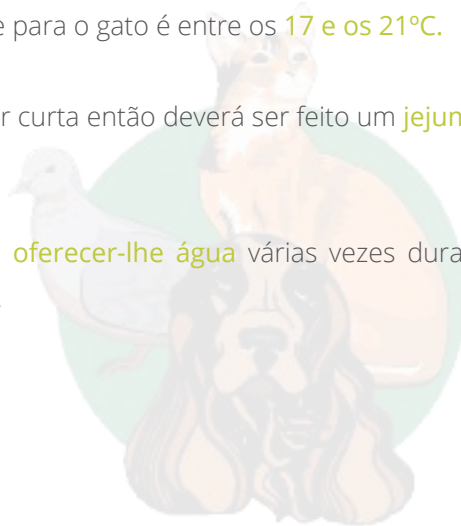 e para o gato é entre os 17 e os 21ºC.
r curta então deverá ser feito um jejun
oferecer-lhe água várias vezes dura